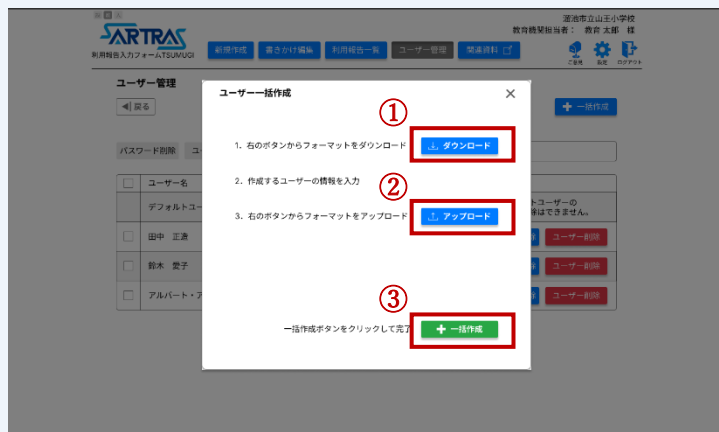 SARTRAS
利用報告入力フォームTSUMUGI
蓮池市立山王小学校
教育機関担当者： 教育 太郎 様
新規作成 書きかけ編集 利用報告一覧 ユーザー管理 関連資料
ご意見 設定 ログアウト
ユーザー管理
戻る
一括作成
ユーザー一括作成
①
1. 右のボタンからフォーマットをダウンロード ダウンロード
2. 作成するユーザーの情報を入力
②
3. 右のボタンからフォーマットをアップロード アップロード
③
一括作成ボタンをクリックして完了 一括作成
パスワード削除 ユ
ユーザー名
デフォルトユー
トユーザーの
除はできません。
田中 正道 除 ユーザー削除
鈴木 愛子 除 ユーザー削除
アルバート・ア 除 ユーザー削除